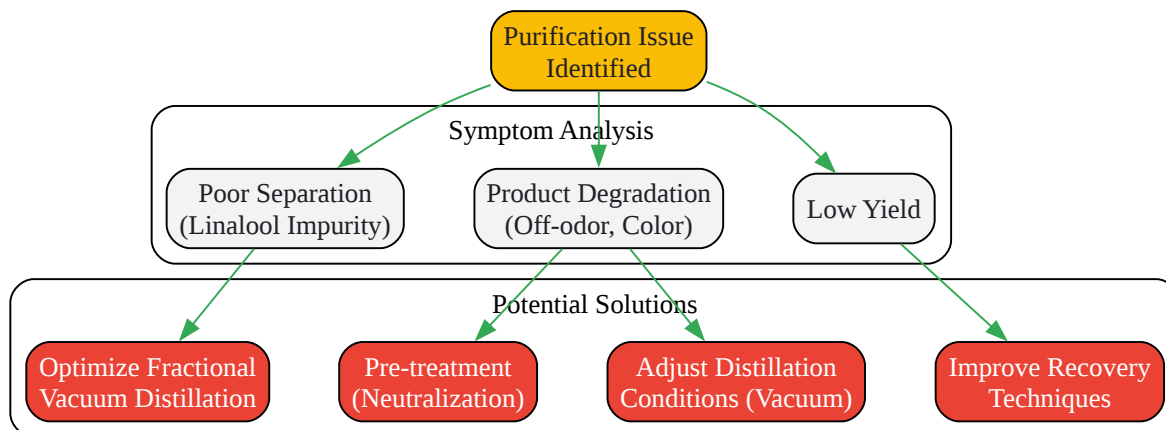 Purification Issue
Identified
Symptom Analysis
Poor Separation
(Linalool Impurity)
Product Degradation
(Off-odor, Color)
Low Yield
Potential Solutions
Optimize Fractional
Vacuum Distillation
Pre-treatment
(Neutralization)
Adjust Distillation
Conditions (Vacuum)
Improve Recovery
Techniques